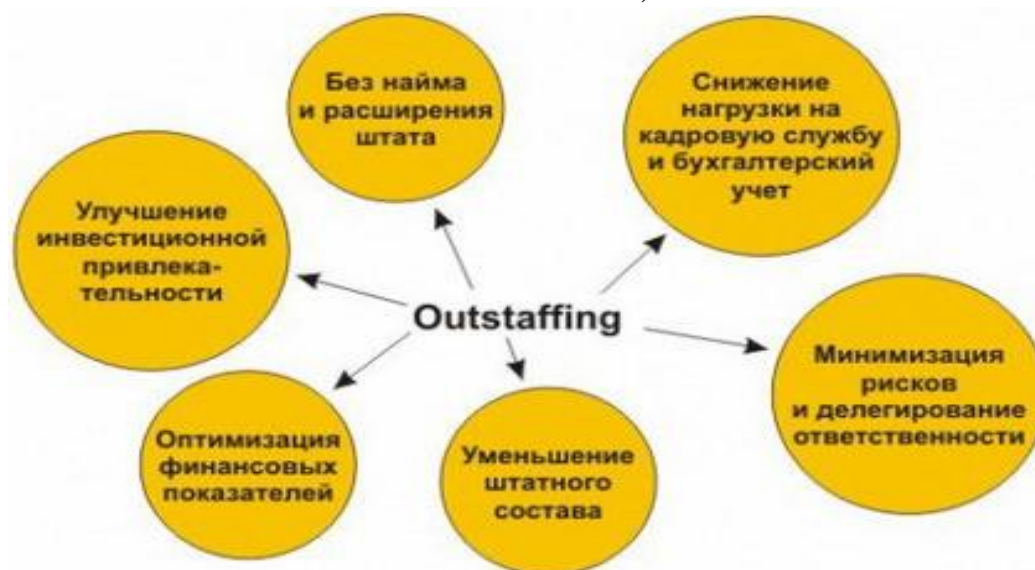 Без найма
и расширения
штата
Снижение
нагрузки на
кадровую службу
и бухгалтерский
учет
Улучшение
инвестиционной
привлека-
тельности
Outstaffing
Минимизация
рисков
и делегирование
ответственности
Оптимизация
финансовых
показателей
Уменьшение
штатного
состава